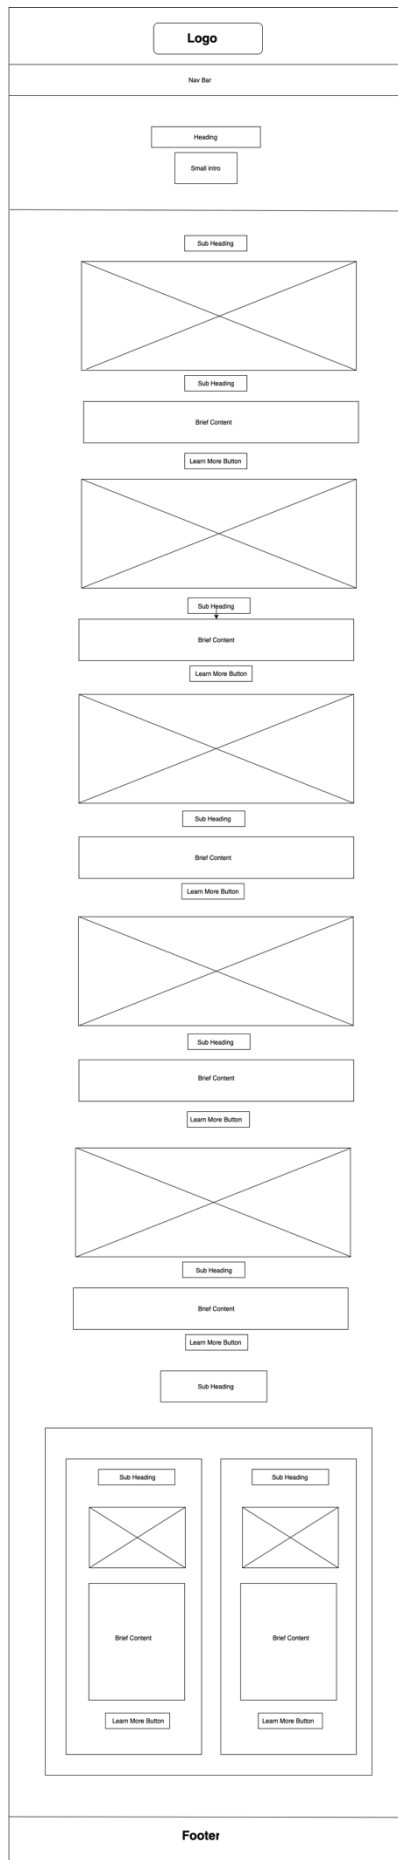 Logo
Nav Bar
Heading
Small intro
Sub Heading
Sub Heading
Brief Content
Learn More Button
Sub Heading
Brief Content
Learn More Button
Sub Heading
Brief Content
Learn More Button
Sub Heading
Brief Content
Learn More Button
Sub Heading
Brief Content
Learn More Button
Sub Heading
Sub Heading
Brief Content
Learn More Button
Sub Heading
Brief Content
Learn More Button
Footer